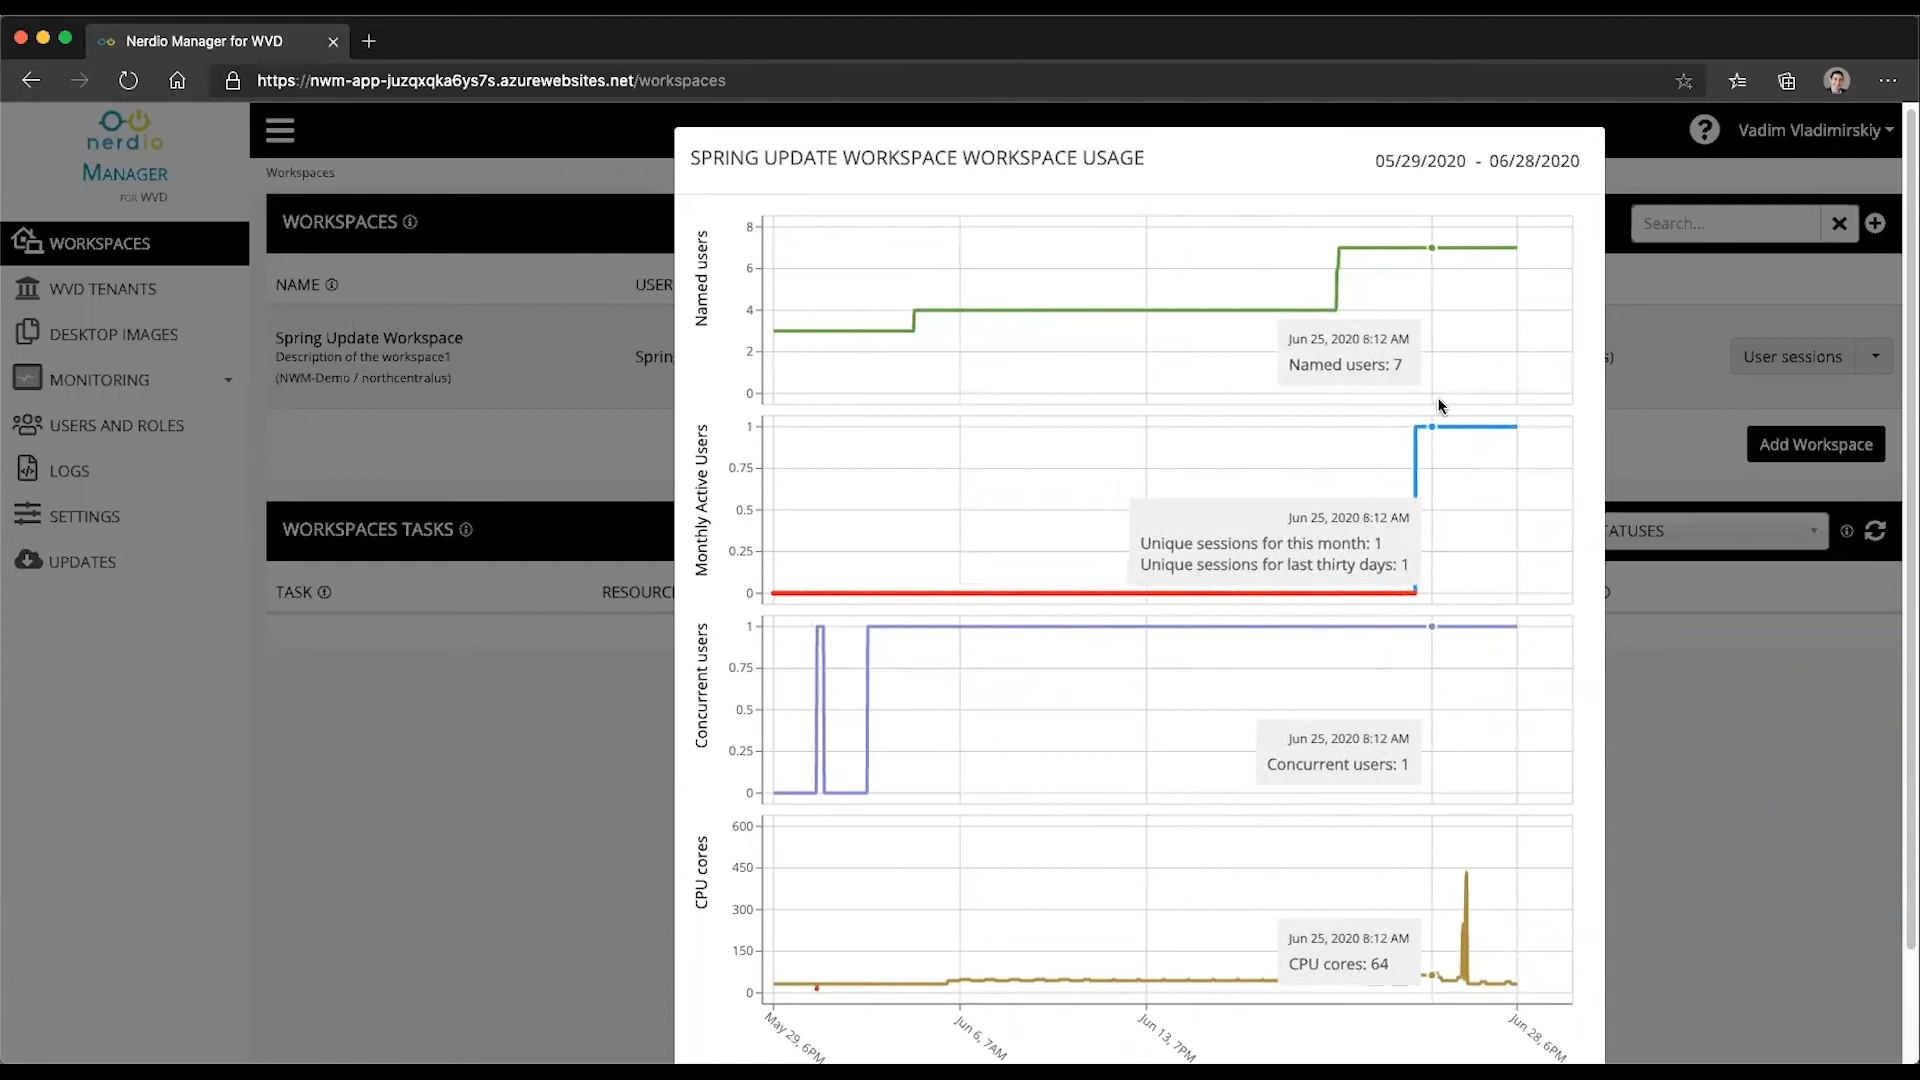 Nerdio Manager for WVD
https://nwm-app-juzqxqka6ys7s.azurewebsites.net/workspaces
nerdio
MANAGER
FOR WVD
Vadim Vladimirskiy
WORKSPACES
WVD TENANTS
DESKTOP IMAGES
MONITORING
USERS AND ROLES
LOGS
SETTINGS
UPDATES
Workspaces
WORKSPACES
Search...
NAME
USER
Spring Update Workspace
Description of the workspace1
(NWM-Demo / northcentralus)
Spring
s)
User sessions
Add Workspace
WORKSPACES TASKS
TATUSES
TASK
RESOURCE
SPRING UPDATE WORKSPACE WORKSPACE USAGE
05/29/2020 - 06/28/2020
Named users
8
6
4
2
0
Jun 25, 2020 8:12 AM
Named users: 7
Monthly Active Users
1
0.75
0.5
0.25
0
Jun 25, 2020 8:12 AM
Unique sessions for this month: 1
Unique sessions for last thirty days: 1
Concurrent users
1
0.75
0.5
0.25
0
Jun 25, 2020 8:12 AM
Concurrent users: 1
CPU cores
600
450
300
150
0
Jun 25, 2020 8:12 AM
CPU cores: 64
May 29, 6PM
Jun 6, 7AM
Jun 13, 7PM
Jun 28, 6PM